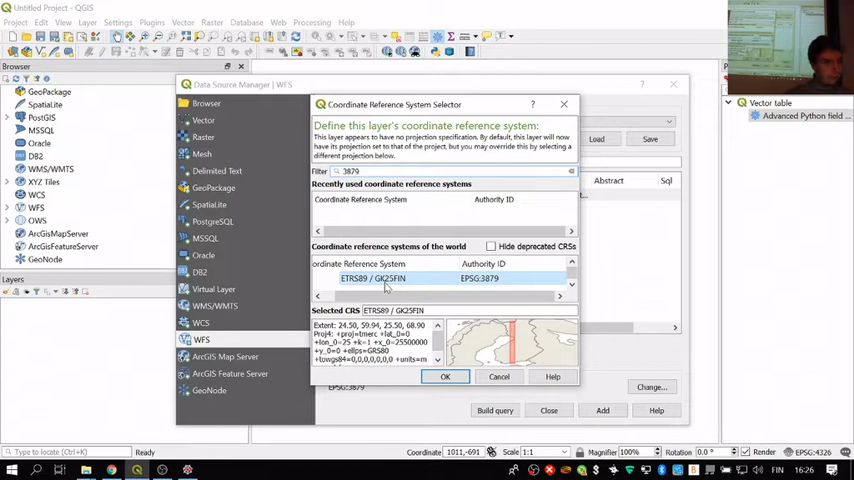 Untitled Project - QGIS
Project Edit View Layer Settings Plugins Vector Raster Database Web Processing Help
Browser
GeoPackage
SpatiaLite
PostGIS
MSSQL
Oracle
DB2
WMS/WMTS
XYZ Tiles
WCS
WFS
OWS
ArcGisMapServer
ArcGisFeatureServer
GeoNode
Layers
Data Source Manager | WFS
Browser
Vector
Raster
Mesh
Delimited Text
GeoPackage
SpatiaLite
PostgreSQL
MSSQL
Oracle
DB2
Virtual Layer
WMS/WMTS
WCS
WFS
ArcGIS Map Server
ArcGIS Feature Server
GeoNode
Load
Save
Abstract
Sql
Coordinate Reference System Selector
Define this layer's coordinate reference system:
This layer appears to have no projection specification. By default, this layer will now
have its projection set to that of the project, but you may override this by selecting a
different projection below.
Filter 3879
Recently used coordinate reference systems
Coordinate Reference System Authority ID
Coordinate reference systems of the world Hide deprecated CRSs
ordinate Reference System Authority ID
ETRS89 / GK25FIN EPSG:3879
Selected CRS ETRS89 / GK25FIN
Extent: 24.50, 59.94, 25.50, 68.90
Proj4: +proj=tmerc +lat_0=0
+lon_0=25 +k=1 +x_0=25500000
+y_0=0 +ellps=GRS80
+towgs84=0,0,0,0,0,0,0 +units=m
OK Cancel Help
EPSG:3879
Change...
Build query Close Add Help
Vector table
Advanced Python field
Type to locate (Ctrl+K) Ready Coordinate 1011,-691 Scale 1:1 Magnifier 100% Rotation 0.0 ° Render EPSG:4326
FIN 16:26